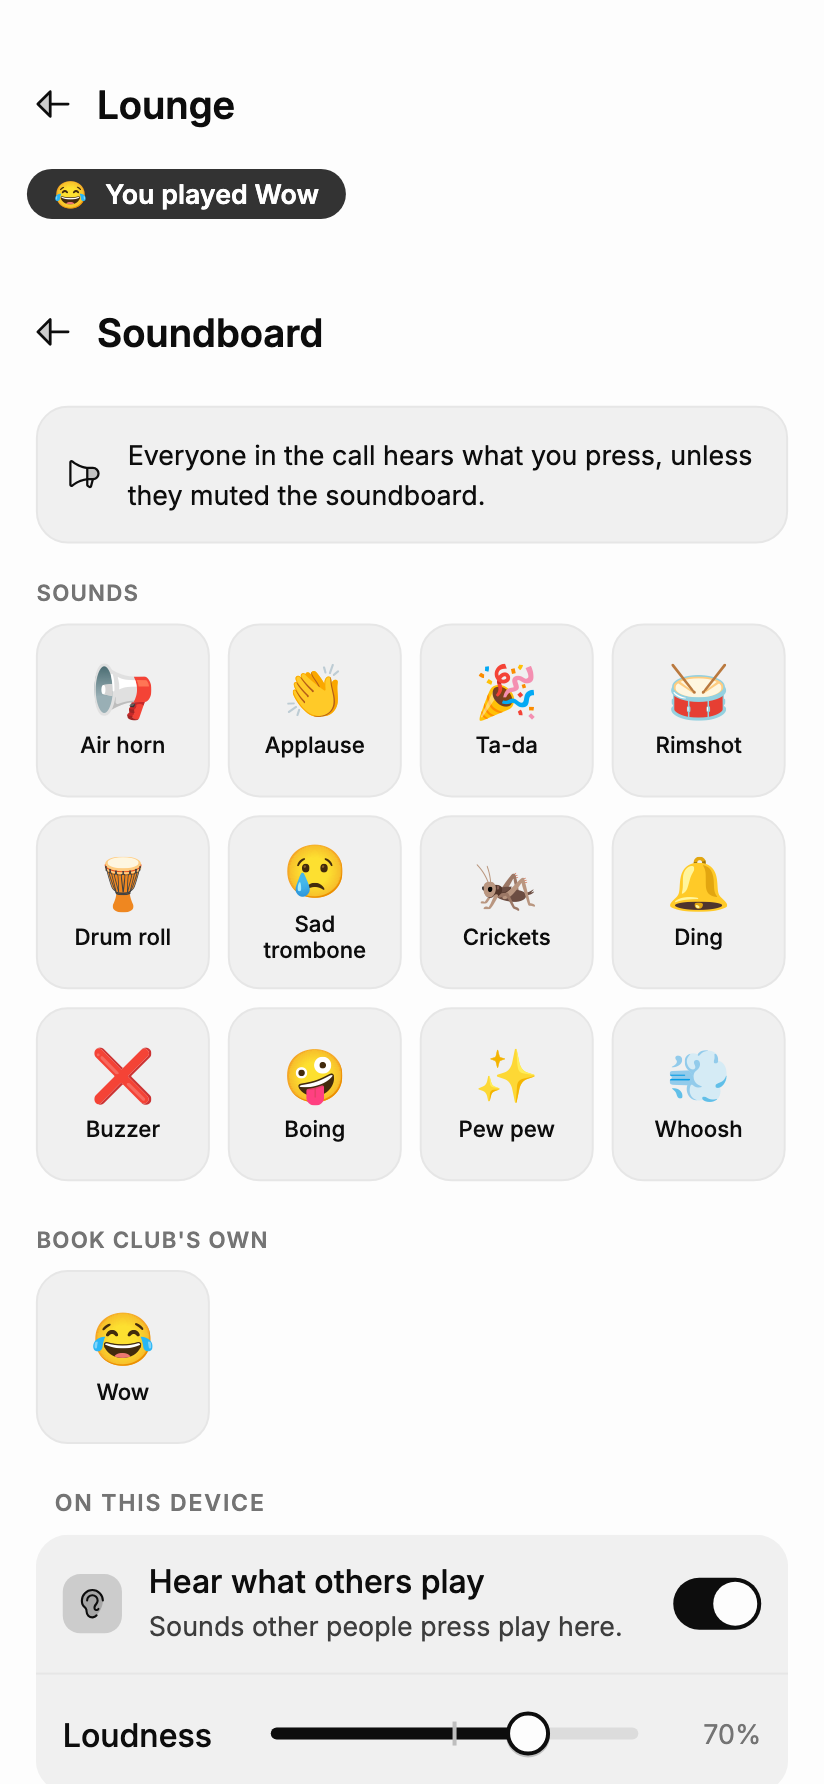 Lounge
😂 You played Wow
Soundboard
Everyone in the call hears what you press, unless
they muted the soundboard.
SOUNDS
Air horn
Applause
Ta-da
Rimshot
Drum roll
Sad
trombone
Crickets
Ding
Buzzer
Boing
Pew pew
Whoosh
BOOK CLUB'S OWN
Wow
ON THIS DEVICE
Hear what others play
Sounds other people press play here.
Loudness
70%